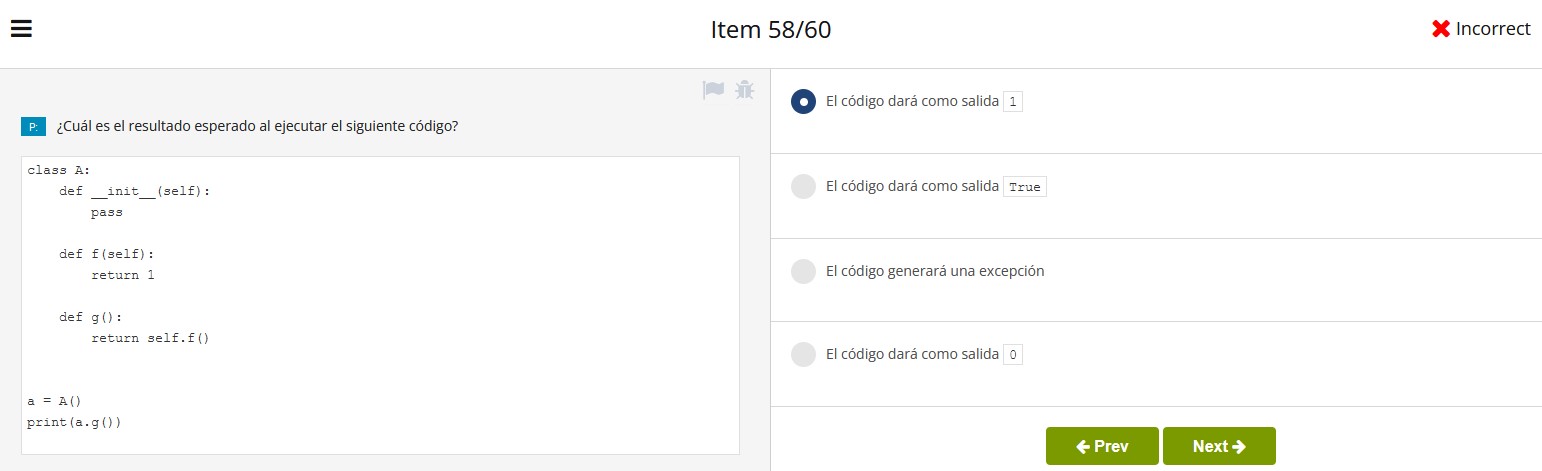 Item 58/60
Incorrect
P: ¿Cuál es el resultado esperado al ejecutar el siguiente código?
class A:
    def __init__(self):
        pass

    def f(self):
        return 1

    def g():
        return self.f()


a = A()
print(a.g())
El código dará como salida 1
El código dará como salida True
El código generará una excepción
El código dará como salida 0
Prev
Next